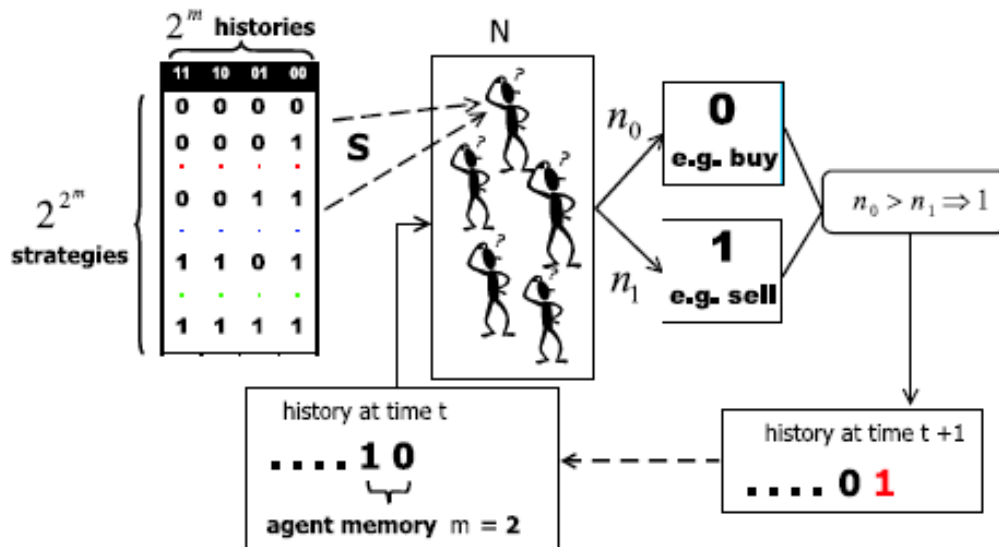 2^m histories
11 10 01 00
0 0 0 0
0 0 0 1
0 0 1 1
1 1 0 1
1 1 1 1
2^{2^m}
strategies
S
N
? ? ? ? ?
n_0
n_1
0
e.g. buy
1
e.g. sell
n_0 > n_1 ⇒ 1
history at time t
. . . . 1 0
agent memory m = 2
history at time t +1
. . . . 0 1